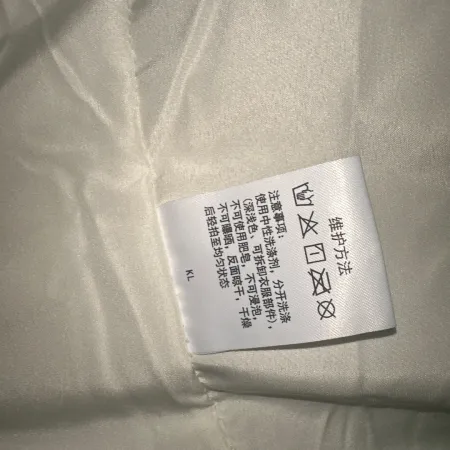 维护方法
注意事项：
使用中性洗涤剂，分开洗涤
（深浅色、可拆卸衣服部件），
不可使用肥皂，不可浸泡，
不可曝晒，反面晾干，干燥
后轻拍至均匀状态
KL